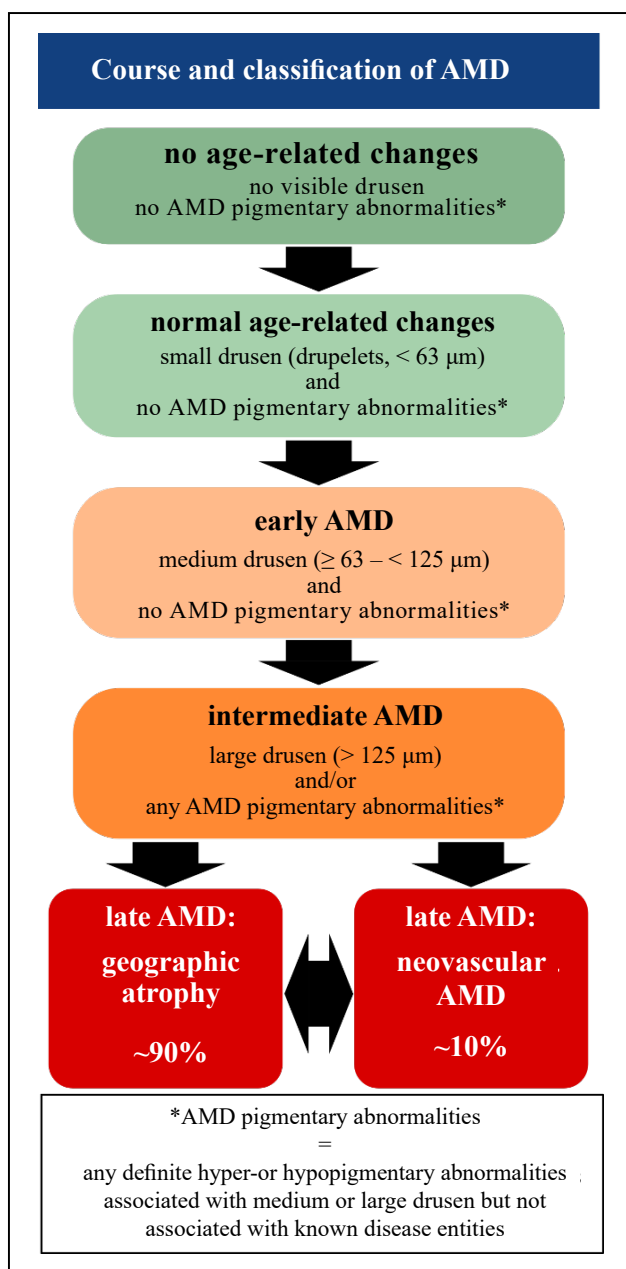 Course and classification of AMD
no age-related changes
no visible drusen
no AMD pigmentary abnormalities*
normal age-related changes
small drusen (drupelets, < 63 μm)
and
no AMD pigmentary abnormalities*
early AMD
medium drusen (≥ 63 – < 125 μm)
and
no AMD pigmentary abnormalities*
intermediate AMD
large drusen (> 125 μm)
and/or
any AMD pigmentary abnormalities*
late AMD:
geographic
atrophy
~90%
late AMD:
neovascular
AMD
~10%
*AMD pigmentary abnormalities
=
any definite hyper-or hypopigmentary abnormalities
associated with medium or large drusen but not
associated with known disease entities